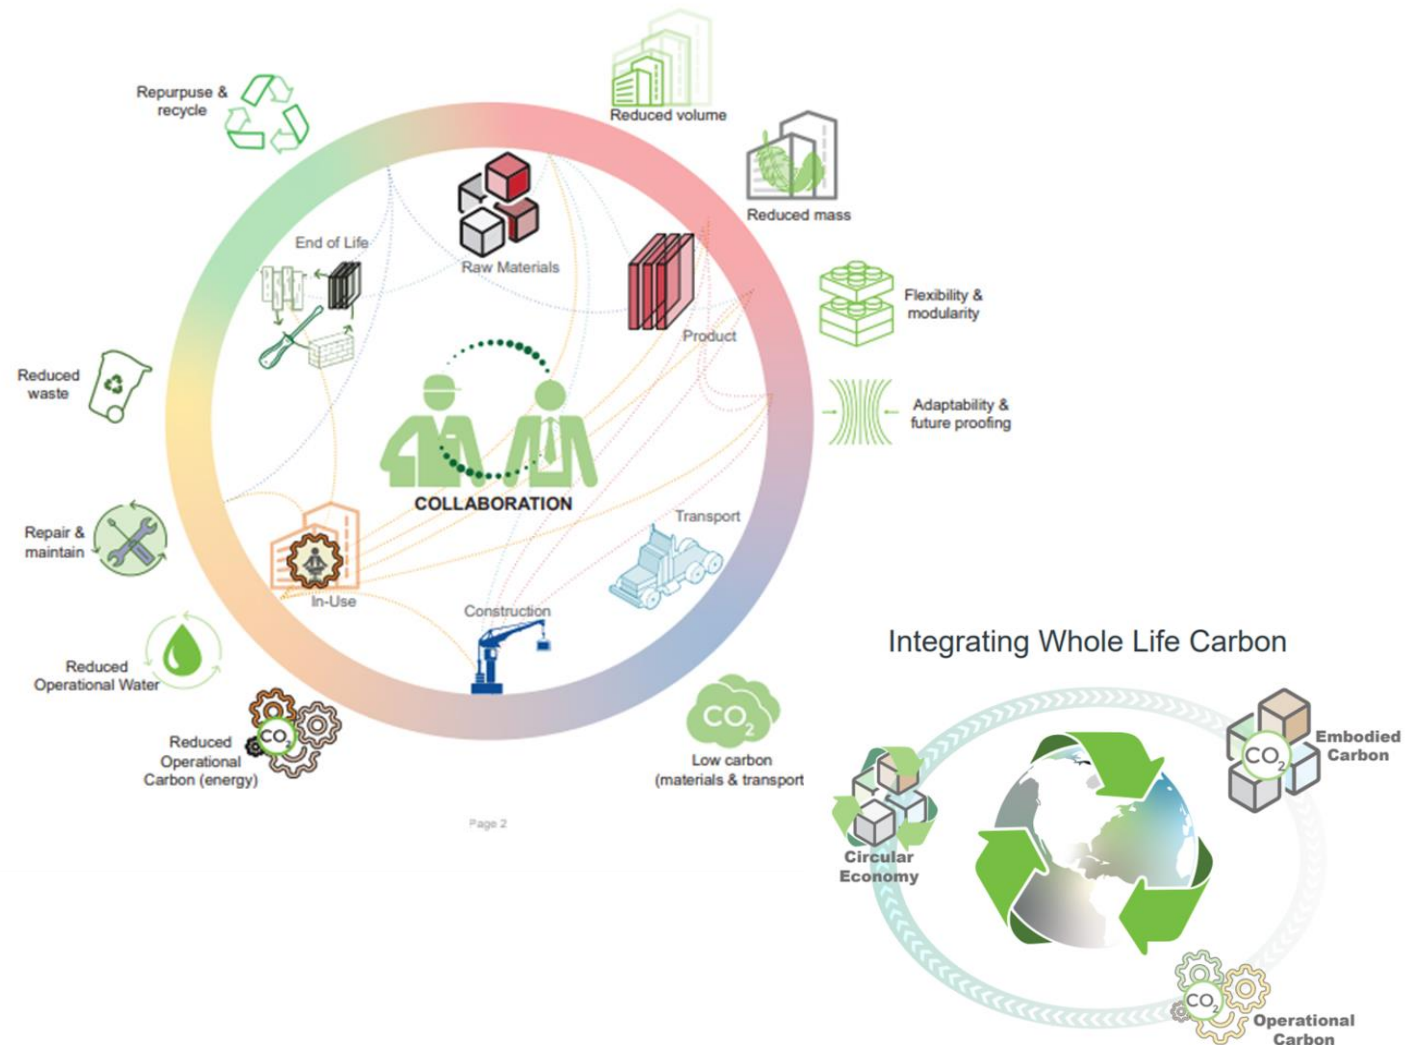 Reduced volume
Repurpuse &
recycle
Reduced mass
End of Life
Raw Materials
Flexibility &
modularity
Product
Reduced
waste
Adaptability &
future proofing
COLLABORATION
Transport
Repair &
maintain
In-Use
Construction
Reduced
Operational Water
CO2
Reduced
Operational
Carbon (energy)
CO2
Low carbon
(materials & transport
Page 2
Integrating Whole Life Carbon
CO2
Embodied
Carbon
Circular
Economy
CO2
Operational
Carbon